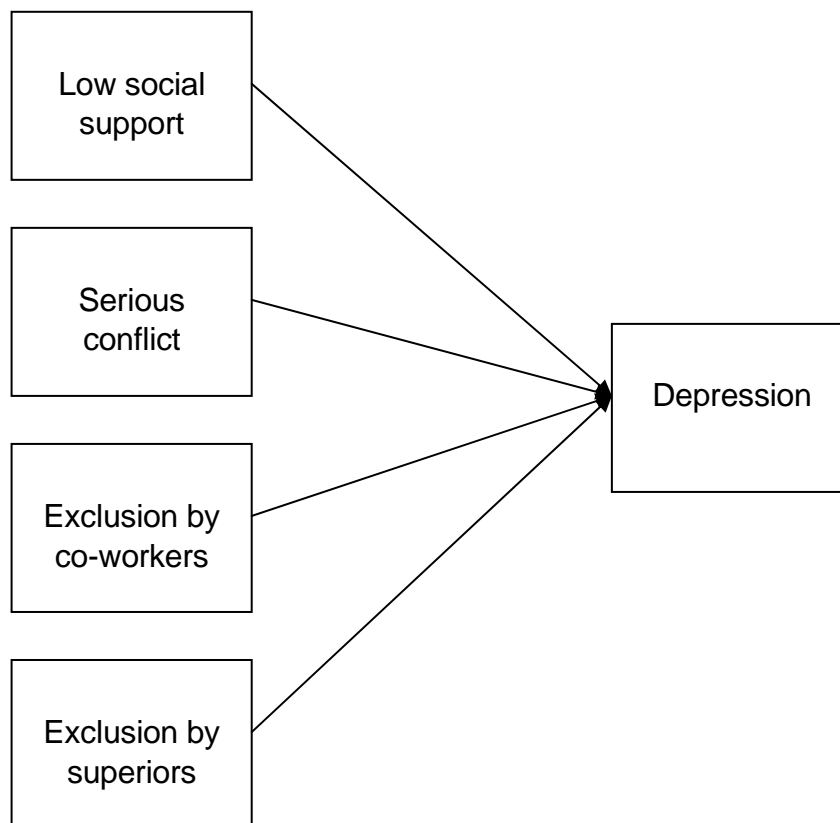 Low social
support
Serious
conflict
Depression
Exclusion by
co-workers
Exclusion by
superiors